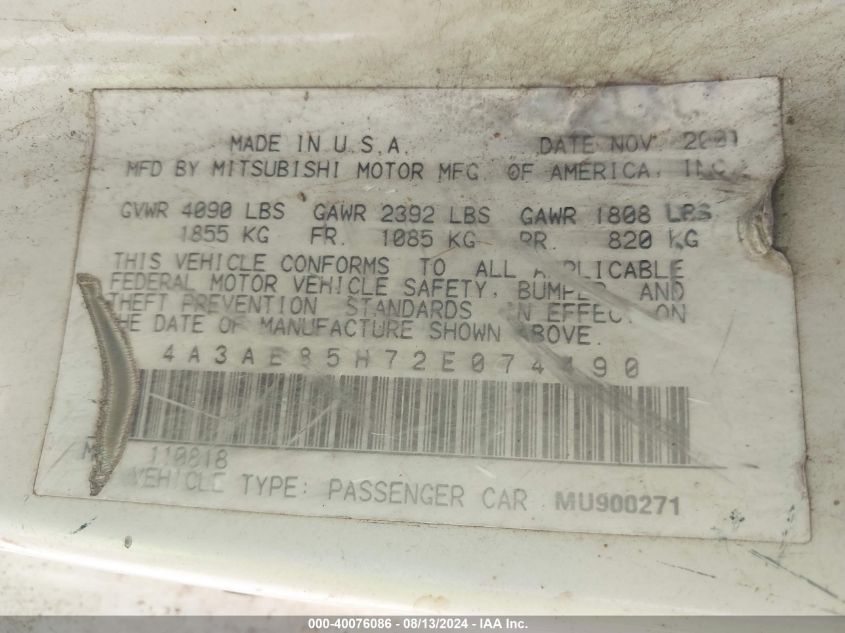 MADE IN U.S.A. DATE NOV. 2001
MFD BY MITSUBISHI MOTOR MFG. OF AMERICA, INC.
GVWR 4090 LBS GAWR 2392 LBS GAWR 1808 LBS
1855 KG FR. 1085 KG RR. 820 KG
THIS VEHICLE CONFORMS TO ALL APPLICABLE
FEDERAL MOTOR VEHICLE SAFETY, BUMPER AND
THEFT PREVENTION STANDARDS IN EFFECT ON
THE DATE OF MANUFACTURE SHOWN ABOVE.
4A3AE85H72E074490
110818
VEHICLE TYPE: PASSENGER CAR MU900271
000-40076086 - 08/13/2024 - IAA Inc.